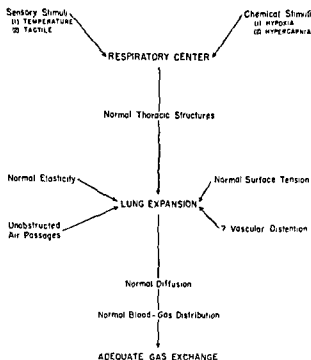 Sensory Stimuli
(1) TEMPERATURE
(2) TACTILE
Chemical Stimuli
(1) HYPOXIA
(2) HYPERCAPNIA
RESPIRATORY CENTER
Normal Thoracic Structures
Normal Elasticity
Normal Surface Tension
LUNG EXPANSION
Unobstructed
Air Passages
? Vascular Distention
Normal Diffusion
Normal Blood-Gas Distribution
ADEQUATE GAS EXCHANGE